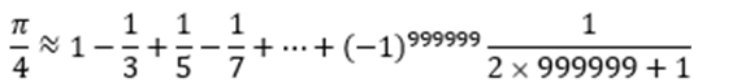 π/4 ≈ 1 − 1/3 + 1/5 − 1/7 + ⋯ + (−1)⁹⁹⁹⁹⁹⁹ 1/(2 × 999999 + 1)